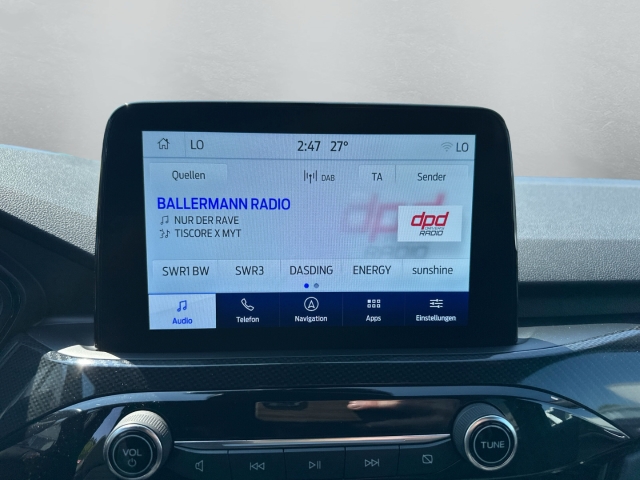 LO 2:47 27° LO
Quellen DAB TA Sender
BALLERMANN RADIO
NUR DER RAVE
TISCORE X MYT
dpd
RADIO
SWR1 BW SWR3 DASDING ENERGY sunshine
Audio Telefon Navigation Apps Einstellungen
VOL TUNE